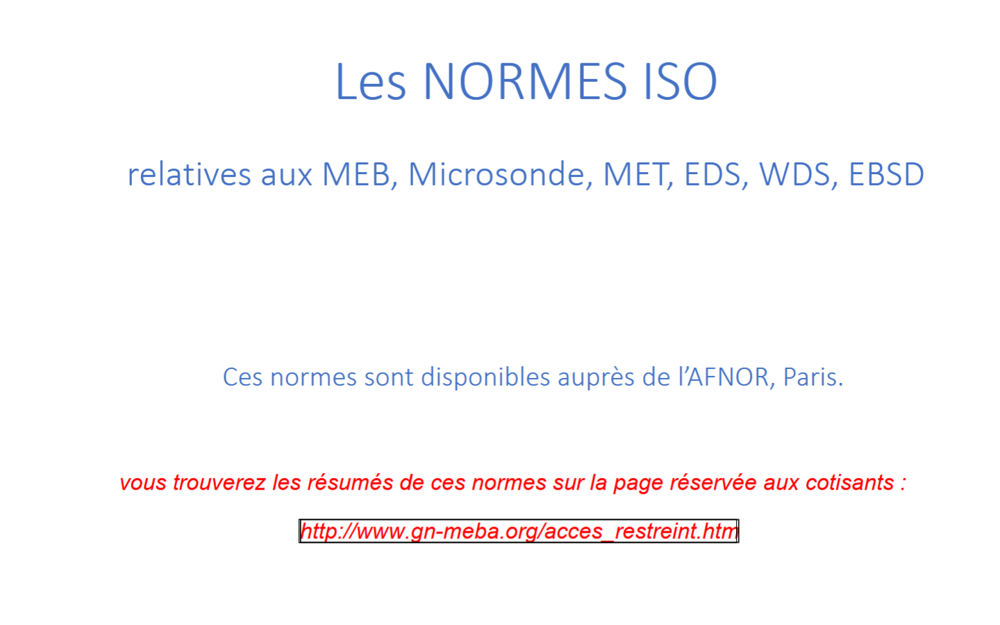 Les NORMES ISO
relatives aux MEB, Microsonde, MET, EDS, WDS, EBSD
Ces normes sont disponibles auprès de l’AFNOR, Paris.
vous trouverez les résumés de ces normes sur la page réservée aux cotisants :
http://www.gn-meba.org/acces_restreint.htm